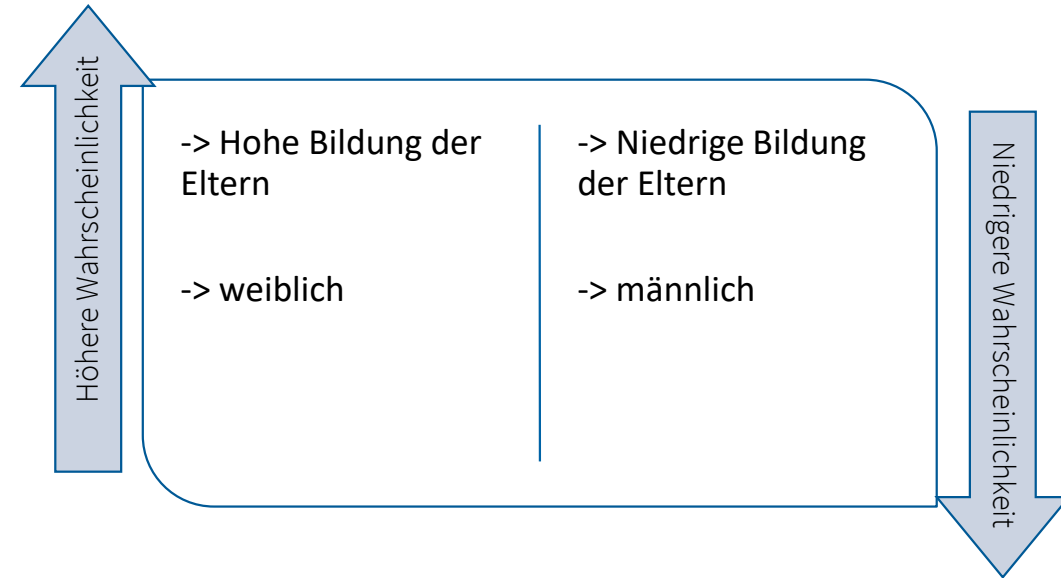 Höhere Wahrscheinlichkeit
-> Hohe Bildung der
Eltern
-> weiblich
-> Niedrige Bildung
der Eltern
-> männlich
Niedrigere Wahrscheinlichkeit